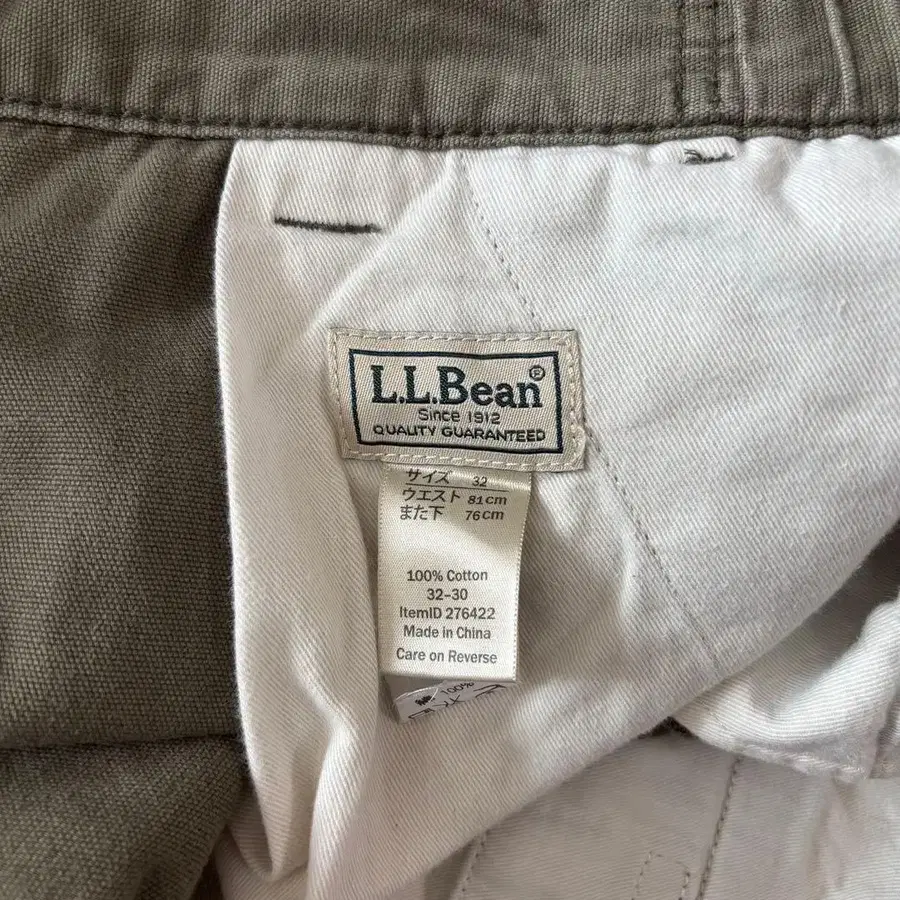 L.L.Bean®
Since 1912
QUALITY GUARANTEED
サイズ 32
ウエスト 81cm
また下 76cm
100% Cotton
32-30
ItemID 276422
Made in China
Care on Reverse
100%